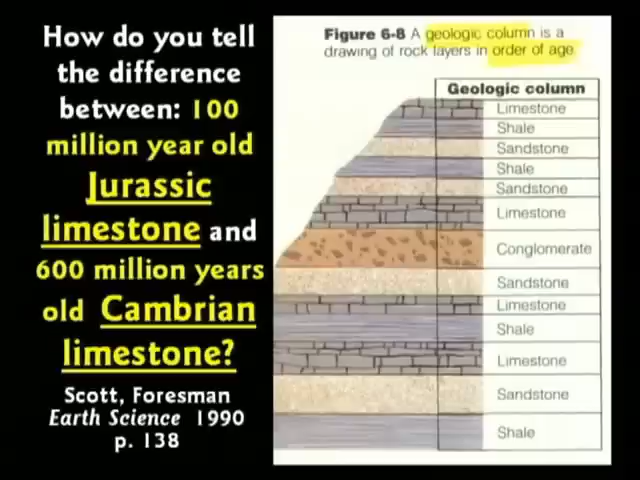 How do you tell
the difference
between: 100
million year old
Jurassic
limestone and
600 million years
old Cambrian
limestone?
Scott, Foresman
Earth Science 1990
p. 138
Figure 6-8 A geologic column is a
drawing of rock layers in order of age
Geologic column
Limestone
Shale
Sandstone
Shale
Sandstone
Limestone
Conglomerate
Sandstone
Limestone
Shale
Limestone
Sandstone
Shale